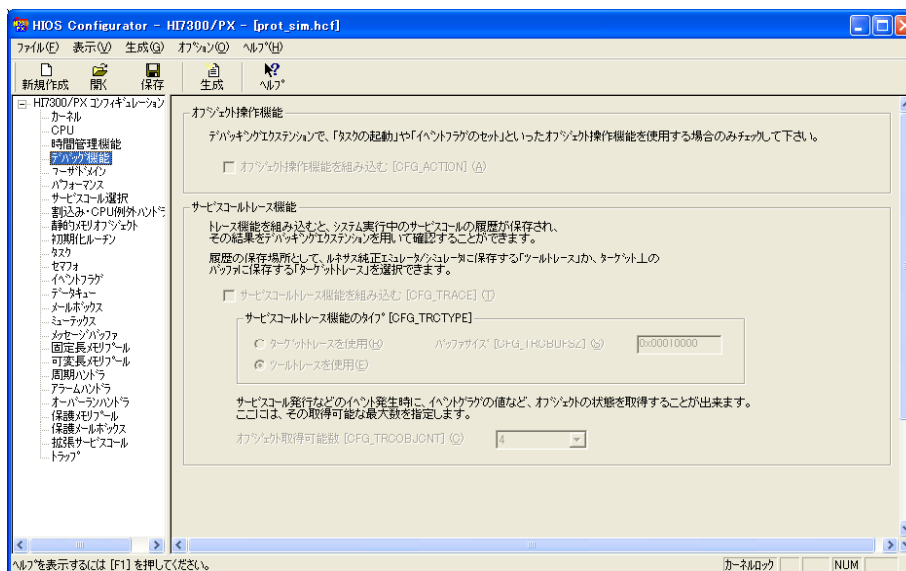 HIOS Configurator - HI7300/PX - [prot_sim.hcf]
ファイル(F) 表示(V) 生成(G) オプション(O) ヘルプ(H)
新規作成 開く 保存 生成 ヘルプ
HI7300/PX コンフィギュレーション
カーネル
CPU
時間管理機能
デバッグ機能
ユーザドメイン
パフォーマンス
サービスコール選択
割込み・CPU例外ハンドラ
静的メモリオブジェクト
初期化ルーチン
タスク
セマフォ
イベントフラグ
データキュー
メールボックス
ミューテックス
メッセージバッファ
固定長メモリプール
可変長メモリプール
周期ハンドラ
アラームハンドラ
オーバーランハンドラ
保護メモリプール
保護メールボックス
拡張サービスコール
トラップ
オブジェクト操作機能
デバッキングエクステンションで、「タスクの起動」や「イベントフラグのセット」といったオブジェクト操作機能を使用する場合のみチェックして下さい。
オブジェクト操作機能を組み込む [CFG_ACTION] (A)
サービスコールトレース機能
トレース機能を組込むと、システム実行中のサービスコールの履歴が保存され、
その結果をデバッキングエクステンションを用いて確認することができます。
履歴の保存場所として、ルネサス純正エミュレータ/シミュレータに保存する「ツールトレース」か、ターゲット上の
バッファに保存する「ターゲットトレース」を選択できます。
サービスコールトレース機能を組み込む [CFG_TRACE] (T)
サービスコールトレース機能のタイプ [CFG_TRCTYPE]
ターゲットトレースを使用(R) バッファサイズ [CFG_TRCBUFSZ] (S) 0x00010000
ツールトレースを使用(E)
サービスコール発行などのイベント発生時に、イベントグラグの値など、オブジェクトの状態を取得することが出来ます。
ここには、その取得可能な最大数を指定します。
オブジェクト取得可能数 [CFG_TRCOBJCNT] (C) 4
ヘルプを表示するには [F1] を押してください。
カーネルロック NUM